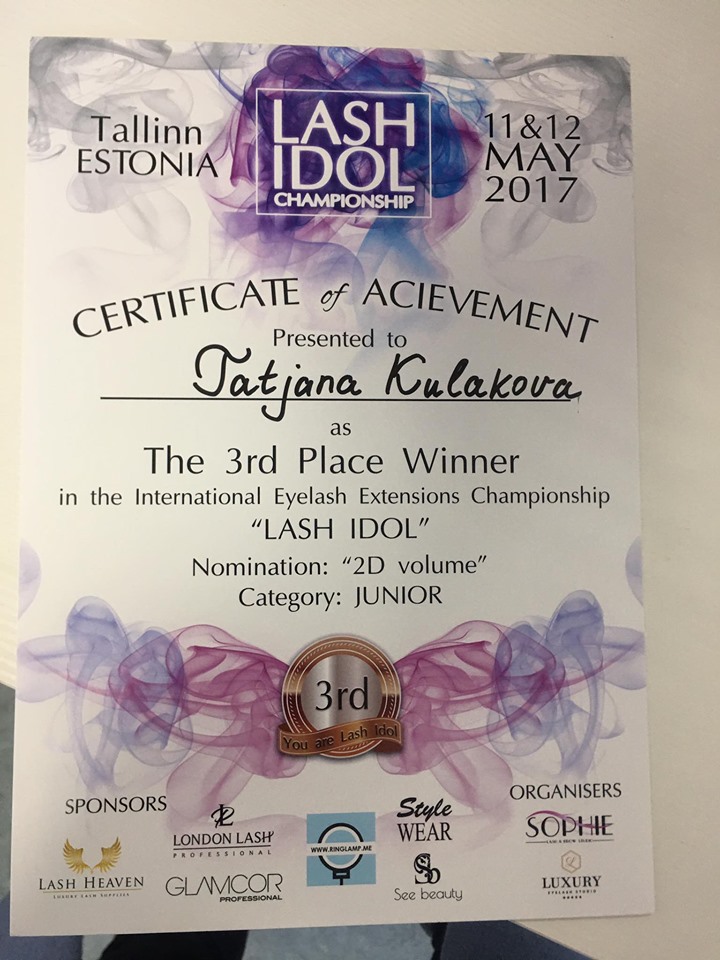 Tallinn
ESTONIA
LASH
IDOL
CHAMPIONSHIP
11&12
MAY
2017
CERTIFICATE of ACIEVEMENT
Presented to
Tatjana Kulakova
as
The 3rd Place Winner
in the International Eyelash Extensions Championship
“LASH IDOL”
Nomination: “2D volume”
Category: JUNIOR
3rd
You are Lash Idol
SPONSORS
LASH HEAVEN
LUXURY LASH SUPPLIES
LONDON LASH
PROFESSIONAL
GLAMCOR
PROFESSIONAL
WWW.RINGLAMP.ME
Style
WEAR
See beauty
ORGANISERS
SOPHIE
LUXURY
EYELASH STUDIO